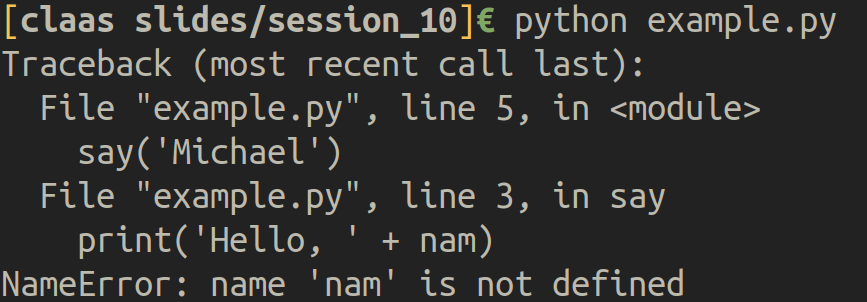 [claas slides/session_10]€ python example.py
Traceback (most recent call last):
  File "example.py", line 5, in <module>
    say('Michael')
  File "example.py", line 3, in say
    print('Hello, ' + nam)
NameError: name 'nam' is not defined